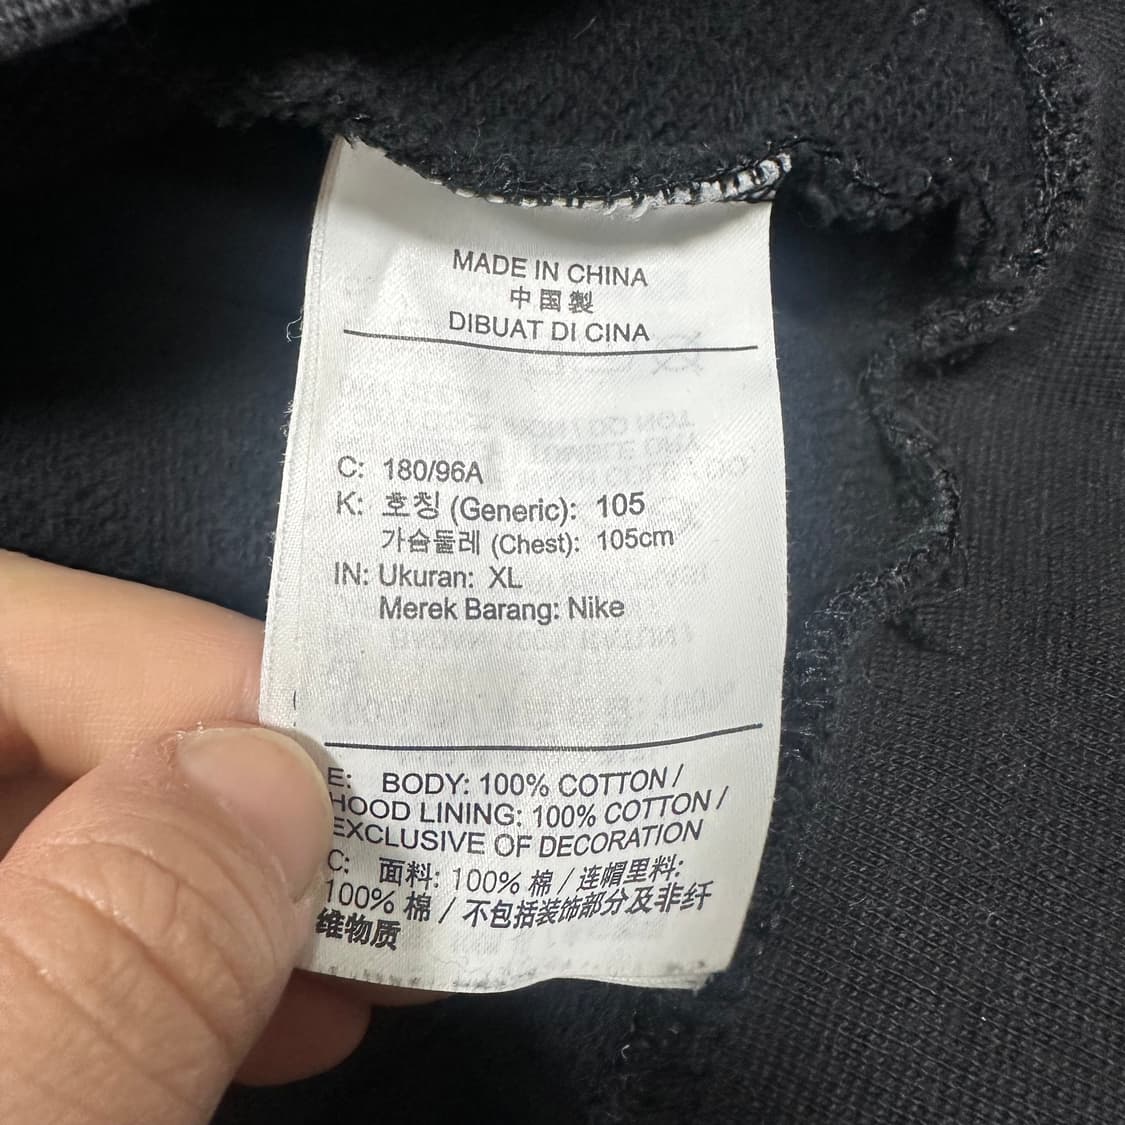 MADE IN CHINA
中国製
DIBUAT DI CINA
C: 180/96A
K: 호칭 (Generic): 105
가슴둘레 (Chest): 105cm
IN: Ukuran: XL
Merek Barang: Nike
E: BODY: 100% COTTON /
HOOD LINING: 100% COTTON /
EXCLUSIVE OF DECORATION
C: 面料: 100% 棉 / 连帽里料:
100% 棉 / 不包括装饰部分及非纤
维物质